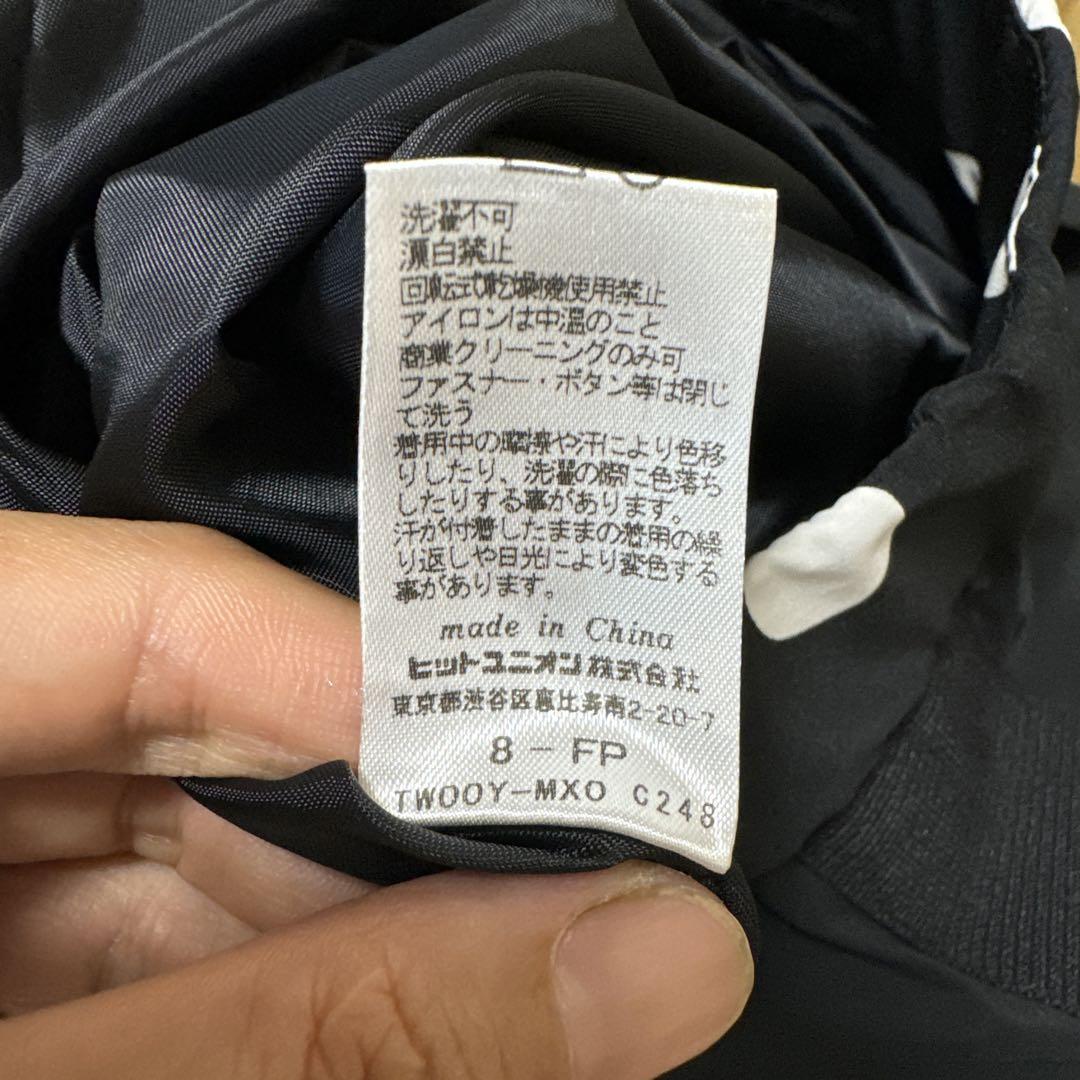 洗濯不可
漂白禁止
回転式乾燥機使用禁止
アイロンは中温のこと
商業クリーニングのみ可
ファスナー・ボタン等は閉じ
て洗う
着用中の摩擦や汗により色移
りしたり、洗濯の際に色落ち
したりする事があります。
汗が付着したままの着用の繰
り返しや日光により変色する
事があります。
made in China
ヒットユニオン株式会社
東京都渋谷区恵比寿南2-20-7
8-FP
TWOOY-MXO C248